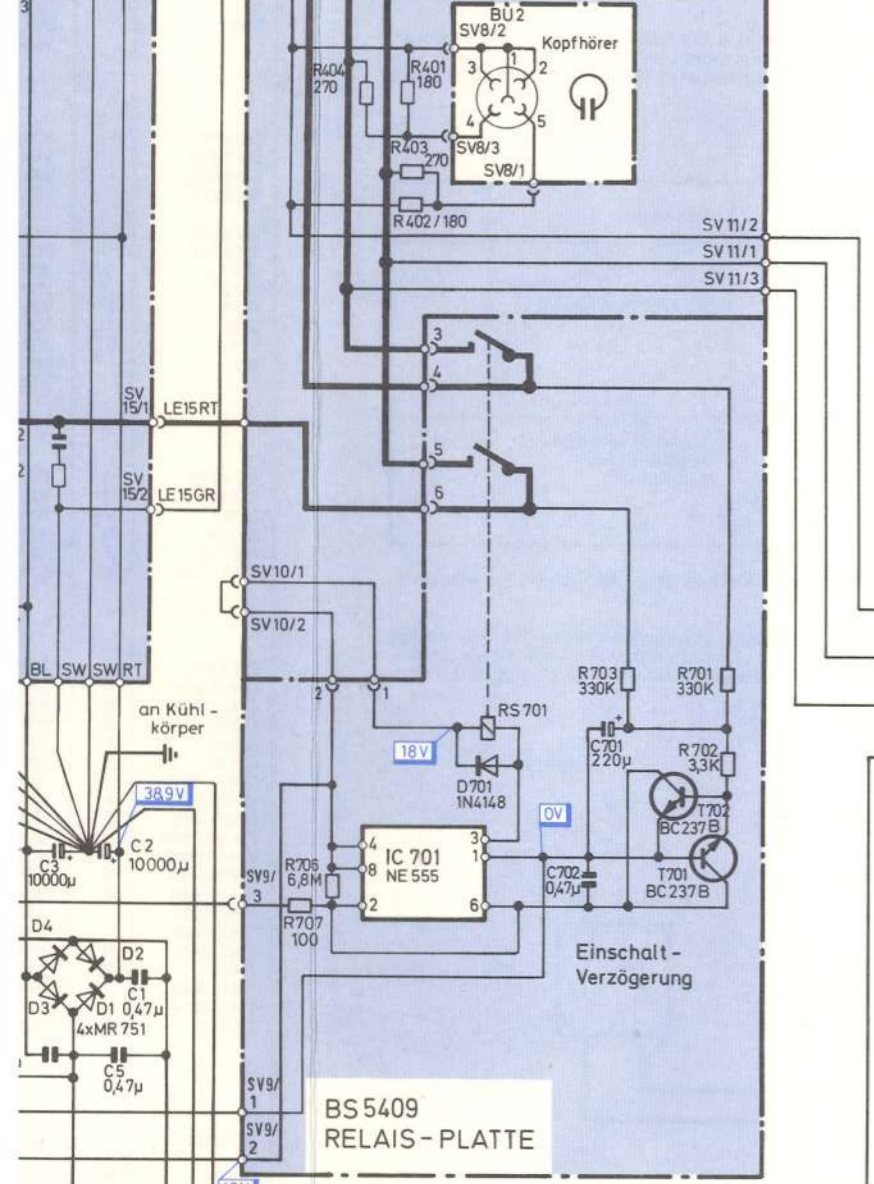 3
BU2
SV8/2
Kopfhörer
1
3
2
4
5
R404
270
R401
180
R403
270
SV8/3
SV8/1
R402/180
SV11/2
SV11/1
SV11/3
3
4
SV
15/1
LE15RT
5
6
SV
15/2
LE15GR
2
2
SV10/1
SV10/2
BL
SW
SW
RT
2
1
R703
330K
R701
330K
an Kühl-
körper
RS701
18V
C701
220µ
+
R702
3,3K
D701
1N4148
38,9V
0V
T702
BC237B
C3
10000µ
+
C2
10000µ
+
SV9/
3
R706
6,8M
4
8
2
IC 701
NE 555
3
1
6
C702
0,47µ
T701
BC237B
R707
100
D4
D2
D3
D1
C1
0,47µ
4xMR751
Einschalt-
Verzögerung
C5
0,47µ
SV9/
1
SV9/
2
BS5409
RELAIS-PLATTE